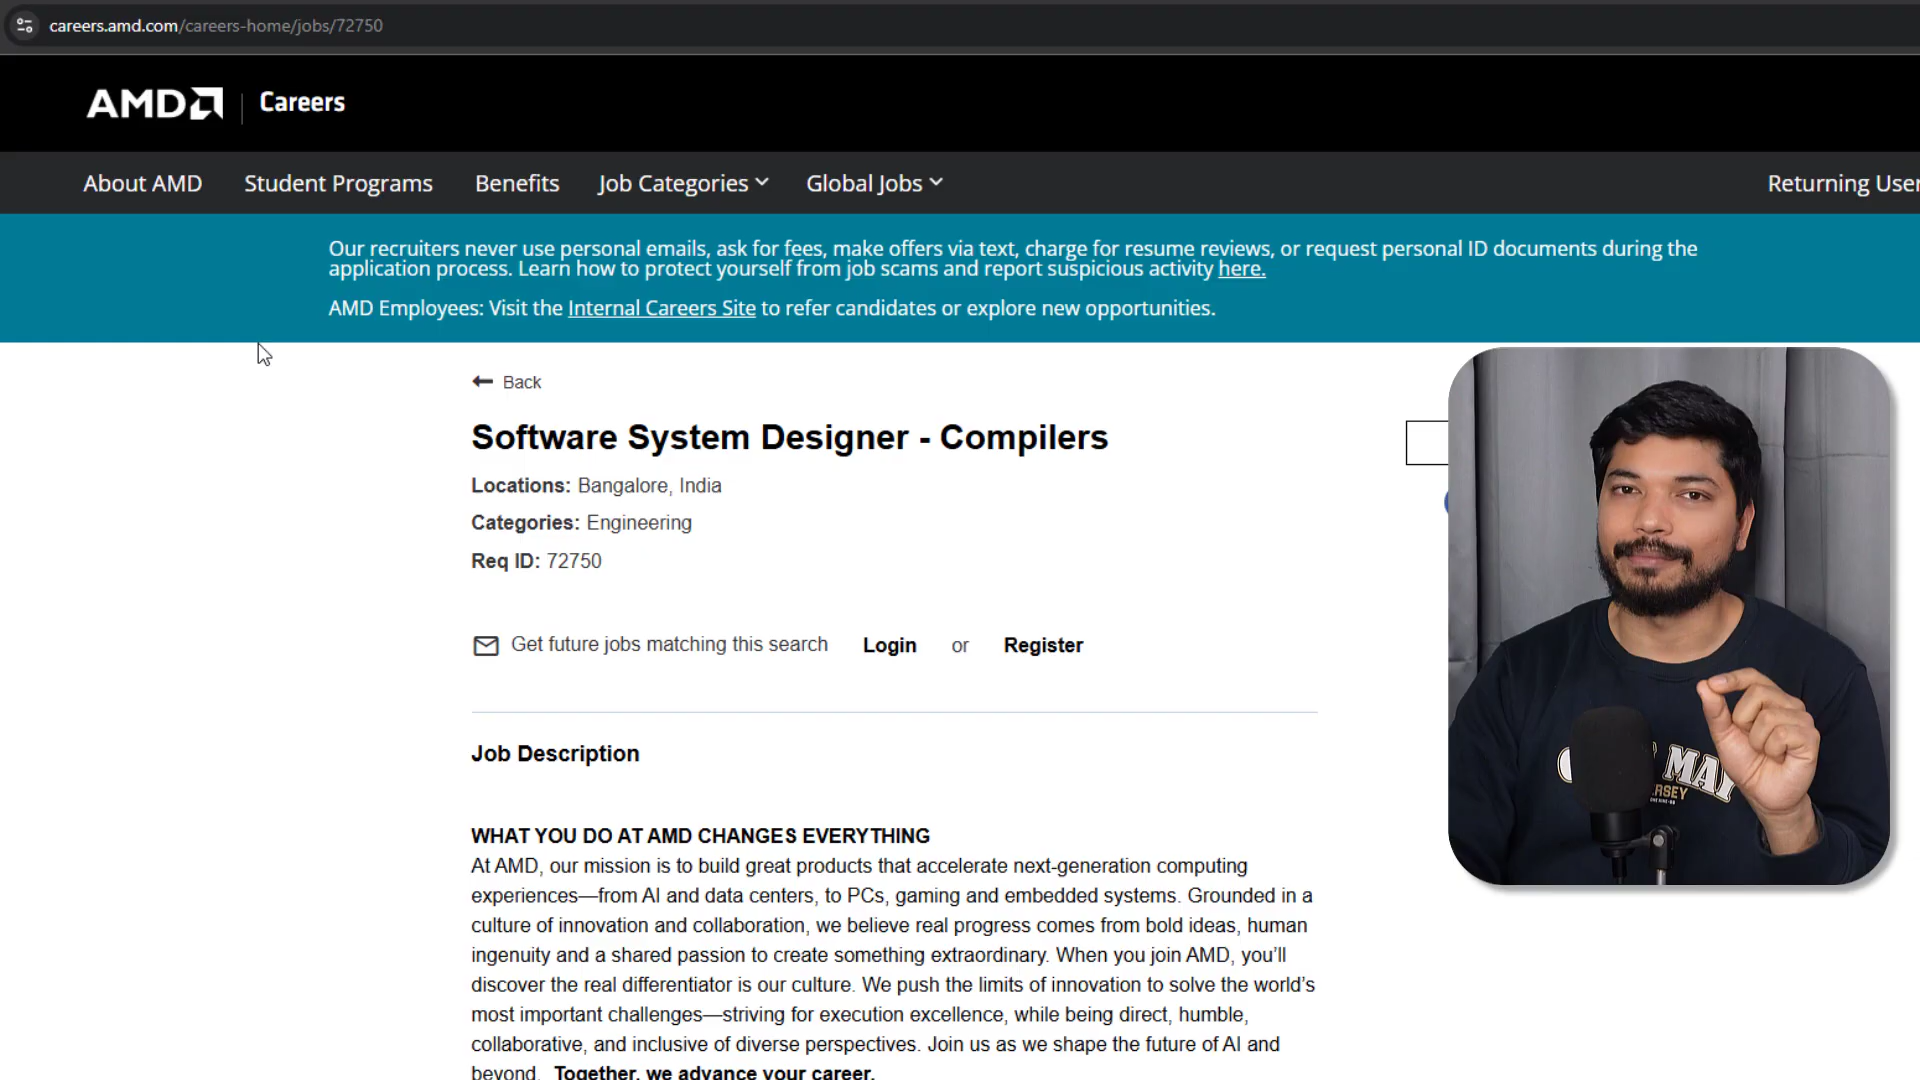 careers.amd.com/careers-home/jobs/72750
AMD Careers
About AMD Student Programs Benefits Job Categories Global Jobs Returning User
Our recruiters never use personal emails, ask for fees, make offers via text, charge for resume reviews, or request personal ID documents during the
application process. Learn how to protect yourself from job scams and report suspicious activity here.
AMD Employees: Visit the Internal Careers Site to refer candidates or explore new opportunities.
Back
Software System Designer - Compilers
Locations: Bangalore, India
Categories: Engineering
Req ID: 72750
Get future jobs matching this search Login or Register
Job Description
WHAT YOU DO AT AMD CHANGES EVERYTHING
At AMD, our mission is to build great products that accelerate next-generation computing
experiences—from AI and data centers, to PCs, gaming and embedded systems. Grounded in a
culture of innovation and collaboration, we believe real progress comes from bold ideas, human
ingenuity and a shared passion to create something extraordinary. When you join AMD, you’ll
discover the real differentiator is our culture. We push the limits of innovation to solve the world’s
most important challenges—striving for execution excellence, while being direct, humble,
collaborative, and inclusive of diverse perspectives. Join us as we shape the future of AI and
beyond. Together, we advance your career.
MAY